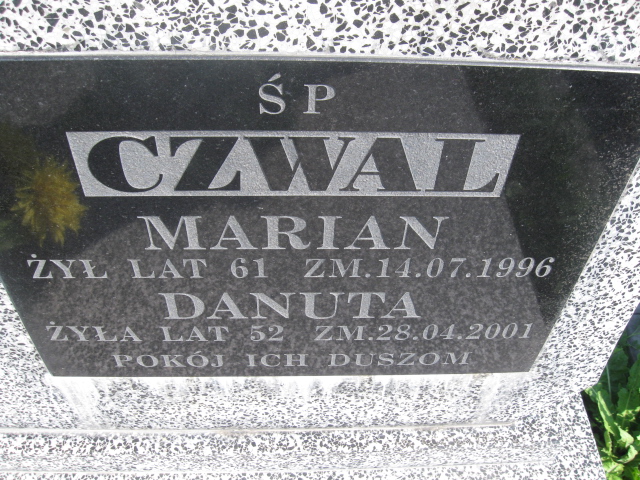 ŚP
CZWAL
MARIAN
ŻYŁ LAT 61 ZM.14.07.1996
DANUTA
ŻYŁA LAT 52 ZM.28.04.2001
POKÓJ ICH DUSZOM